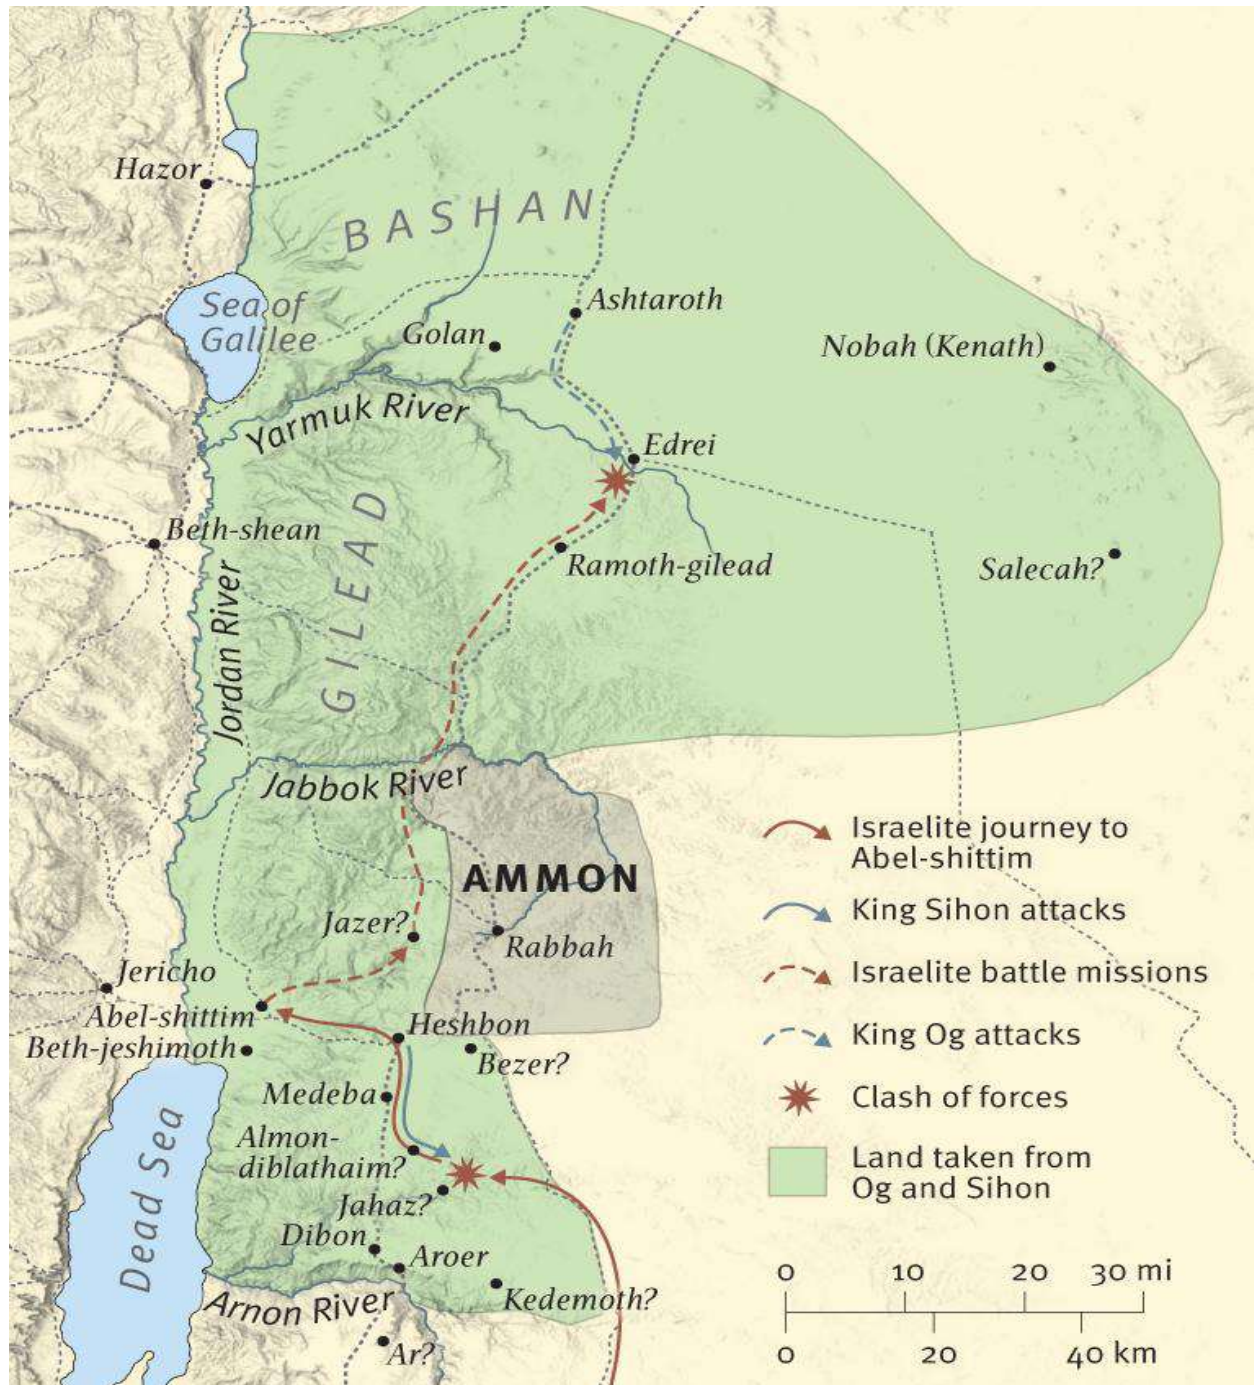 Hazor
BASHAN
Sea of
Galilee
Ashtaroth
Golan
Nobah (Kenath)
Yarmuk River
Edrei
GILEAD
Beth-shean
Ramoth-gilead
Salecah?
Jordan River
Jabbok River
AMMON
Jazer?
Rabbah
Jericho
Abel-shittim
Heshbon
Beth-jeshimoth
Bezer?
Medeba
Almon-
diblathaim?
Dead Sea
Jahaz?
Dibon
Aroer
Arnon River
Kedemoth?
Ar?
Israelite journey to
Abel-shittim
King Sihon attacks
Israelite battle missions
King Og attacks
Clash of forces
Land taken from
Og and Sihon
0 10 20 30 mi
0 20 40 km